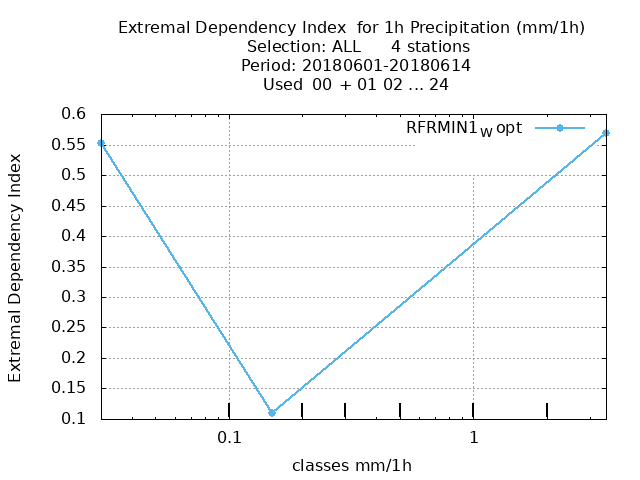 Extremal Dependency Index  for 1h Precipitation (mm/1h)
Selection: ALL      4 stations
Period: 20180601-20180614
Used  00 + 01 02 ... 24
RFRMIN1W opt
0.6
0.55
0.5
0.45
0.4
0.35
0.3
0.25
0.2
0.15
0.1
Extremal Dependency Index
0.1
1
classes mm/1h